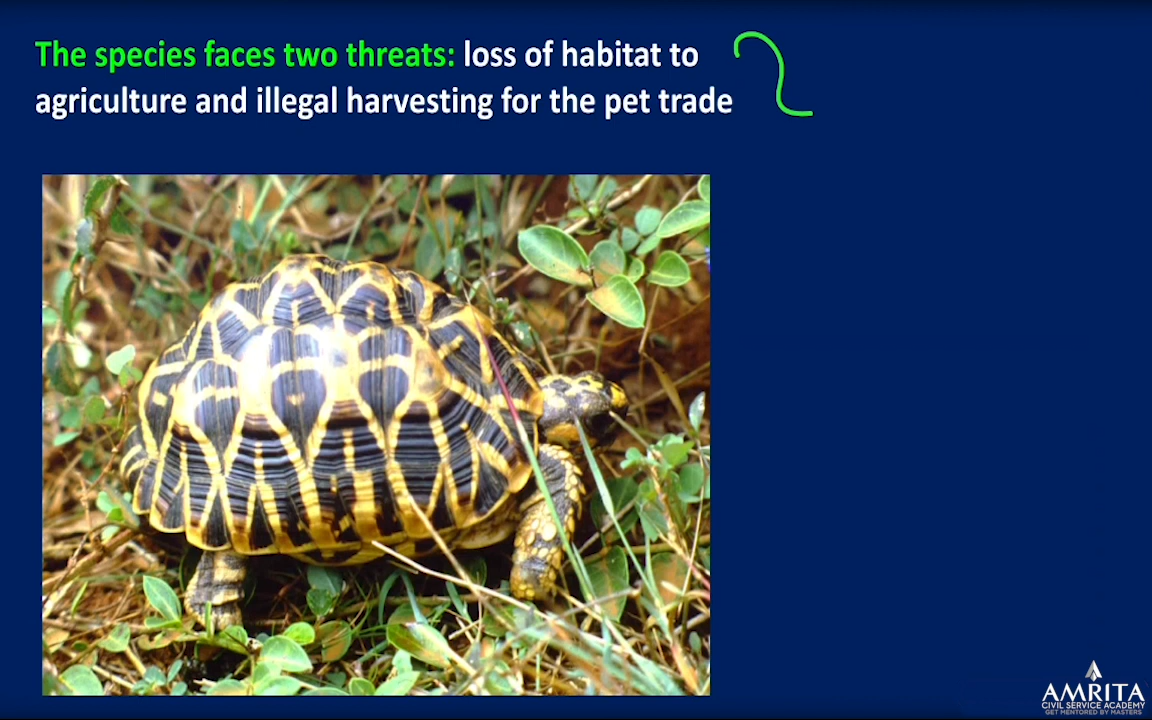 The species faces two threats: loss of habitat to
agriculture and illegal harvesting for the pet trade
AMRITA
CIVIL SERVICE ACADEMY
GET MENTORED BY MASTERS